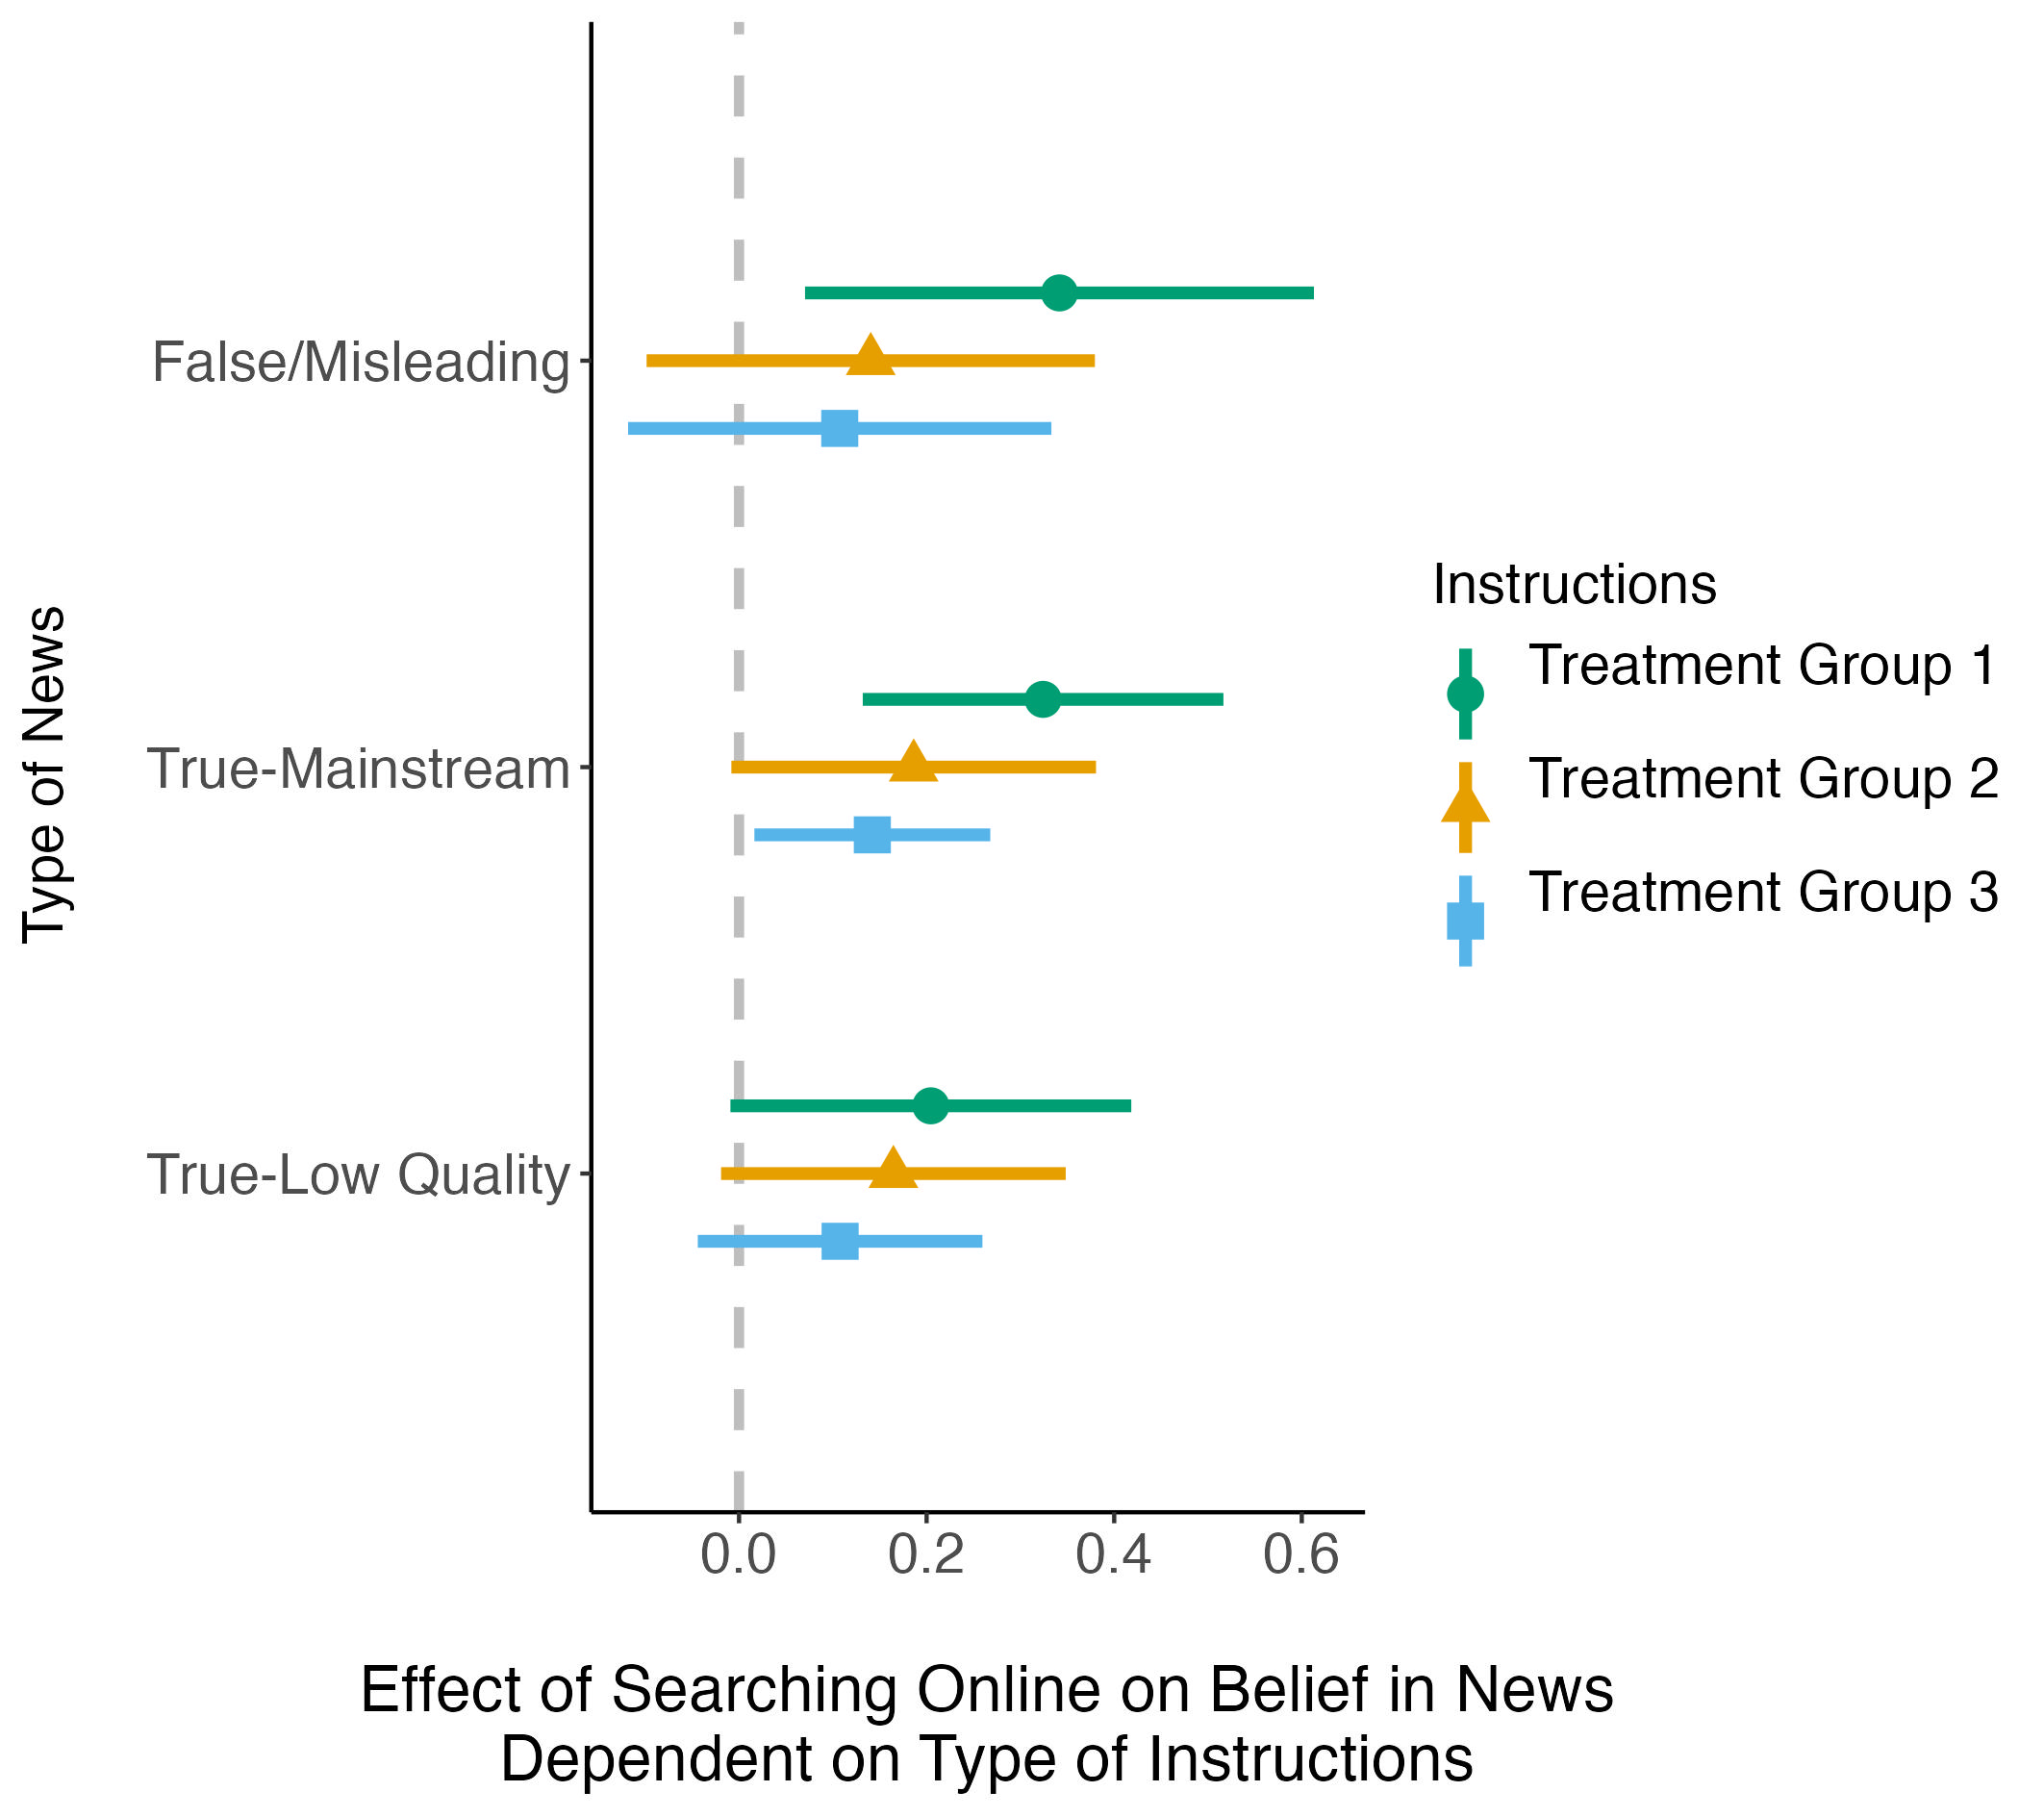 Type of News
False/Misleading
True-Mainstream
True-Low Quality
0.0 0.2 0.4 0.6
Effect of Searching Online on Belief in News
Dependent on Type of Instructions
Instructions
Treatment Group 1
Treatment Group 2
Treatment Group 3